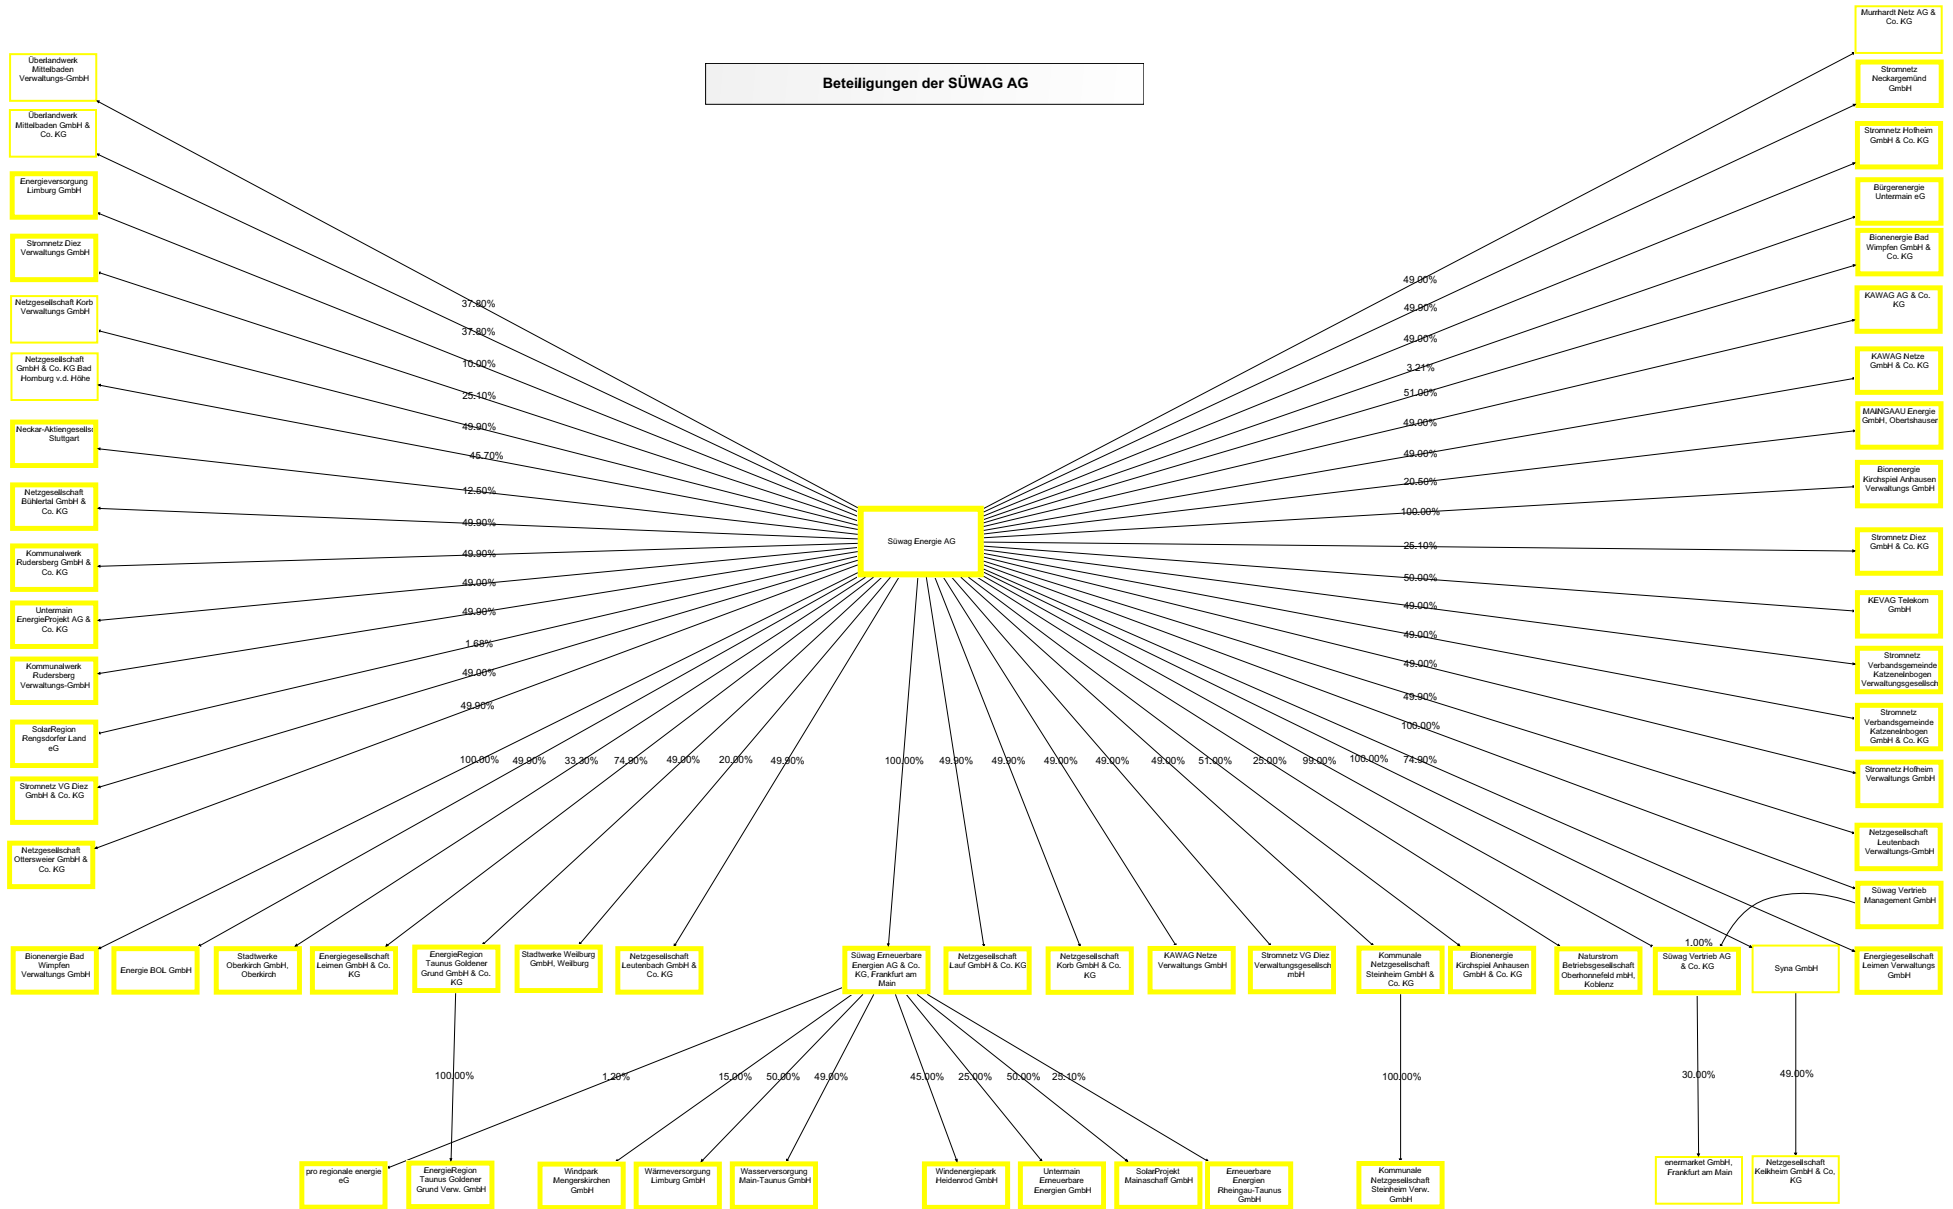 Beteiligungen der SÜWAG AG
Überlandwerk
Mittelbaden
Verwaltungs-GmbH
Überlandwerk
Mittelbaden GmbH &
Co. KG
Energieversorgung
Limburg GmbH
Stromnetz Diez
Verwaltungs GmbH
Netzgesellschaft Korb
Verwaltungs GmbH
Netzgesellschaft
GmbH & Co. KG Bad
Homburg v.d. Höhe
Neckar-Aktiengesellsc
Stuttgart
Netzgesellschaft
Bühlertal GmbH &
Co. KG
Kommunalwerk
Rudersberg GmbH &
Co. KG
Untermain
EnergieProjekt AG &
Co. KG
Kommunalwerk
Rudersberg
Verwaltungs-GmbH
SolarRegion
Rengsdorfer Land
eG
Stromnetz VG Diez
GmbH & Co. KG
Netzgesellschaft
Ottersweier GmbH &
Co. KG
37.80%
37.80%
10.00%
25.10%
49.90%
45.70%
12.50%
49.90%
49.90%
49.00%
49.90%
1.68%
49.00%
49.90%
Süwag Energie AG
49.00%
49.90%
49.00%
3.21%
51.00%
49.00%
49.00%
20.50%
100.00%
25.10%
50.00%
49.00%
49.00%
49.00%
49.90%
100.00%
Murrhardt Netz AG &
Co. KG
Stromnetz
Neckargemünd
GmbH
Stromnetz Hofheim
GmbH & Co. KG
Bürgerenergie
Untermain eG
Bionenergie Bad
Wimpfen GmbH &
Co. KG
KAWAG AG & Co.
KG
KAWAG Netze
GmbH & Co. KG
MAINGAAU Energie
GmbH, Obertshausen
Bionenergie
Kirchspiel Anhausen
Verwaltungs GmbH
Stromnetz Diez
GmbH & Co. KG
KEVAG Telekom
GmbH
Stromnetz
Verbandsgemeinde
Katzenelnbogen
Verwaltungsgesellsch
Stromnetz
Verbandsgemeinde
Katzenelnbogen
GmbH & Co. KG
Stromnetz Hofheim
Verwaltungs GmbH
Netzgesellschaft
Leutenbach
Verwaltungs-GmbH
Süwag Vertrieb
Management GmbH
100.00% 49.90% 33.30% 74.90% 49.00% 20.00% 49.90% 100.00% 49.90% 49.90% 49.00% 49.00% 49.00% 51.00% 25.00% 99.00% 100.00% 74.90%
1.00%
Bionenergie Bad
Wimpfen
Verwaltungs GmbH
Energie BOL GmbH
Stadtwerke
Oberkirch GmbH,
Oberkirch
Energiegesellschaft
Leimen GmbH & Co.
KG
EnergieRegion
Taunus Goldener
Grund GmbH & Co.
KG
Stadtwerke Weilburg
GmbH, Weilburg
Netzgesellschaft
Leutenbach GmbH &
Co. KG
Süwag Erneuerbare
Energien AG & Co.
KG, Frankfurt am
Main
Netzgesellschaft
Lauf GmbH & Co. KG
Netzgesellschaft
Korb GmbH & Co.
KG
KAWAG Netze
Verwaltungs GmbH
Stromnetz VG Diez
Verwaltungsgesellsch
mbH
Kommunale
Netzgesellschaft
Steinheim GmbH &
Co. KG
Bionenergie
Kirchspiel Anhausen
GmbH & Co. KG
Naturstrom
Betriebsgesellschaft
Oberhonnefeld mbH,
Koblenz
Süwag Vertrieb AG
& Co. KG
Syna GmbH
Energiegesellschaft
Leimen Verwaltungs
GmbH
100.00% 1.20% 15.00% 50.00% 49.00% 45.00% 25.00% 50.00% 25.10% 100.00% 30.00% 49.00%
pro regionale energie
eG
EnergieRegion
Taunus Goldener
Grund Verw. GmbH
Windpark
Mengerskirchen
GmbH
Wärmeversorgung
Limburg GmbH
Wasserversorgung
Main-Taunus GmbH
Windenergiepark
Heidenrod GmbH
Untermain
Erneuerbare
Energien GmbH
SolarProjekt
Mainaschaff GmbH
Erneuerbare
Energien
Rheingau-Taunus
GmbH
Kommunale
Netzgesellschaft
Steinheim Verw.
GmbH
enermarket GmbH,
Frankfurt am Main
Netzgesellschaft
Kelkheim GmbH & Co,
KG